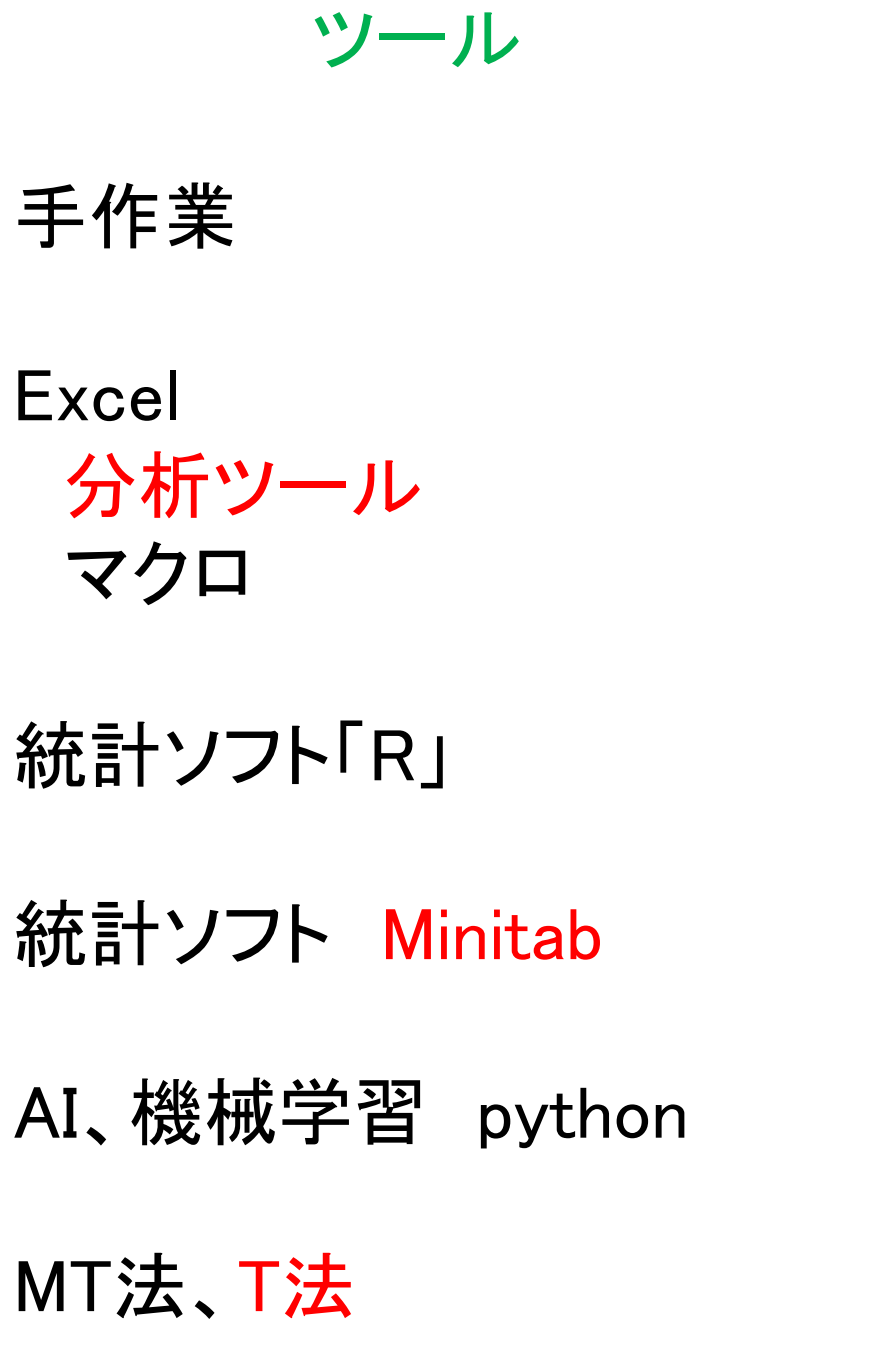 ツール
手作業
Excel
分析ツール
マクロ
統計ソフト「R」
統計ソフト　Minitab
AI、機械学習　python
MT法、T法